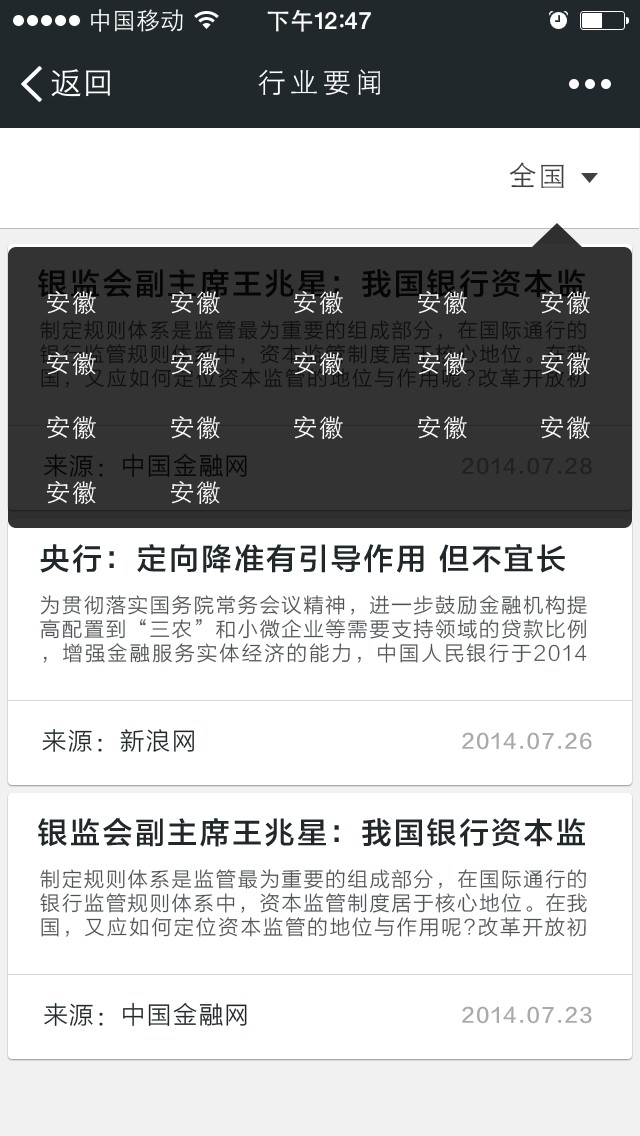 中国移动 下午12:47
返回 行业要闻
全国
银监会副主席王兆星：我国银行资本监
安徽 安徽 安徽 安徽 安徽
制定规则体系是监管最为重要的组成部分，在国际通行的
银行监管规则体系中，资本监管制度居于核心地位。在我
安徽 安徽 安徽 安徽 安徽
国，又应如何定位资本监管的地位与作用呢?改革开放初
安徽 安徽 安徽 安徽 安徽
来源：中国金融网 2014.07.28
安徽 安徽
央行：定向降准有引导作用 但不宜长
为贯彻落实国务院常务会议精神，进一步鼓励金融机构提
高配置到“三农”和小微企业等需要支持领域的贷款比例
，增强金融服务实体经济的能力，中国人民银行于2014
来源：新浪网 2014.07.26
银监会副主席王兆星：我国银行资本监
制定规则体系是监管最为重要的组成部分，在国际通行的
银行监管规则体系中，资本监管制度居于核心地位。在我
国，又应如何定位资本监管的地位与作用呢?改革开放初
来源：中国金融网 2014.07.23